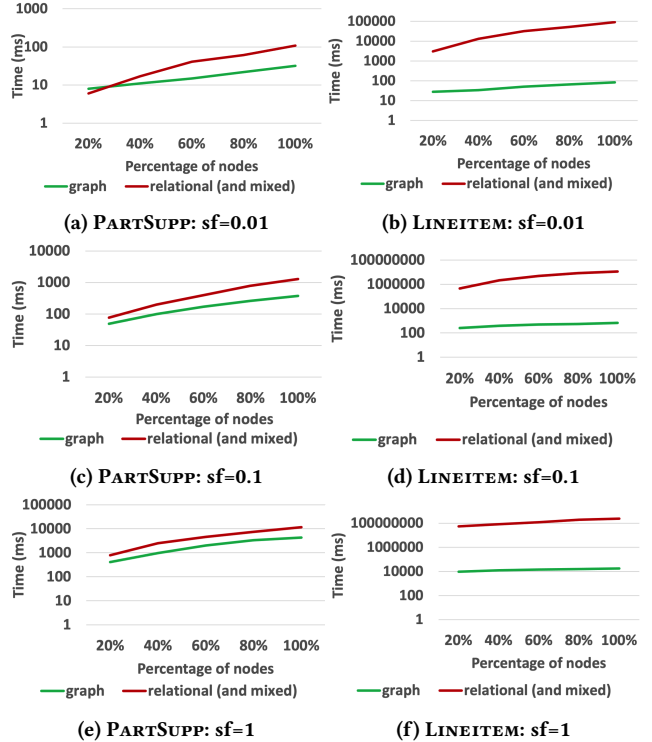 Time (ms)
1000
100
10
1
20% 40% 60% 80% 100%
Percentage of nodes
graph relational (and mixed)
(a) PARTSUPP: sf=0.01
Time (ms)
100000
10000
1000
100
10
1
20% 40% 60% 80% 100%
Percentage of nodes
graph relational (and mixed)
(b) LINEITEM: sf=0.01
Time (ms)
10000
1000
100
10
1
20% 40% 60% 80% 100%
Percentage of nodes
graph relational (and mixed)
(c) PARTSUPP: sf=0.1
Time (ms)
100000000
1000000
10000
100
1
20% 40% 60% 80% 100%
Percentage of nodes
graph relational (and mixed)
(d) LINEITEM: sf=0.1
Time (ms)
100000
10000
1000
100
10
1
20% 40% 60% 80% 100%
Percentage of nodes
graph relational (and mixed)
(e) PARTSUPP: sf=1
Time (ms)
100000000
1000000
10000
100
1
20% 40% 60% 80% 100%
Percentage of nodes
graph relational (and mixed)
(f) LINEITEM: sf=1